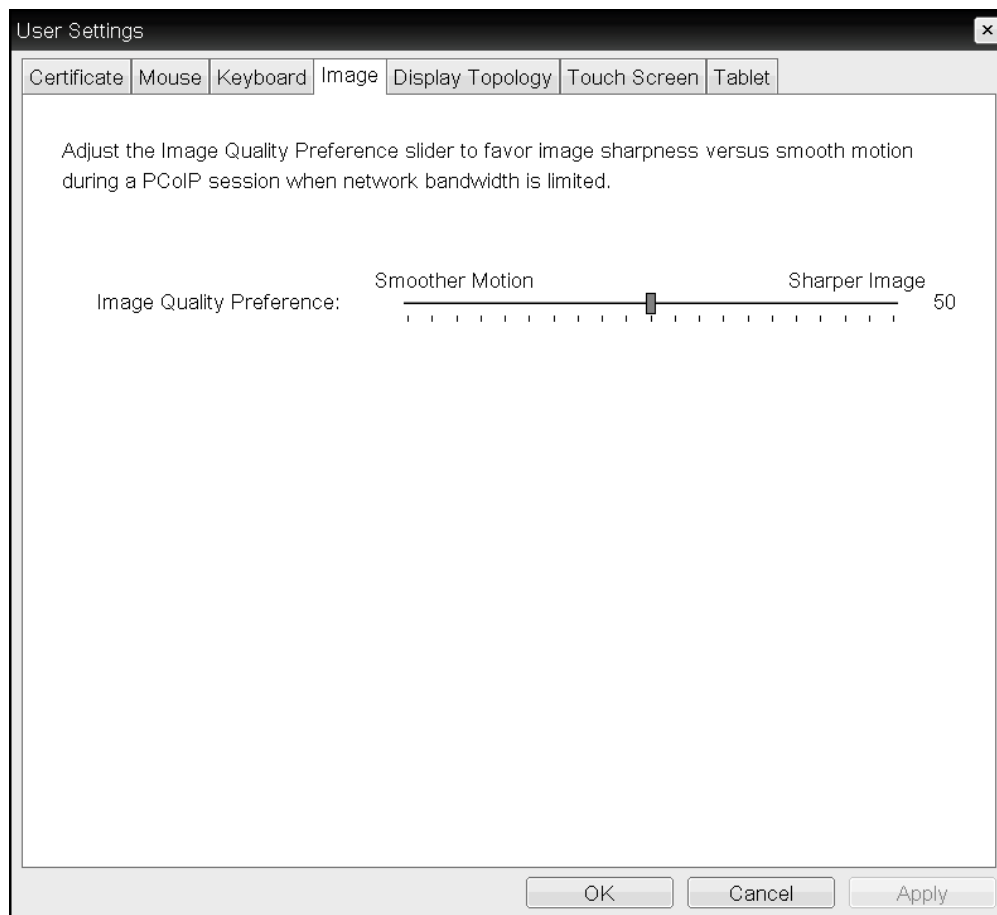 User Settings
Certificate Mouse Keyboard Image Display Topology Touch Screen Tablet
Adjust the Image Quality Preference slider to favor image sharpness versus smooth motion
during a PCoIP session when network bandwidth is limited.
Smoother Motion Sharper Image
Image Quality Preference: 50
OK Cancel Apply